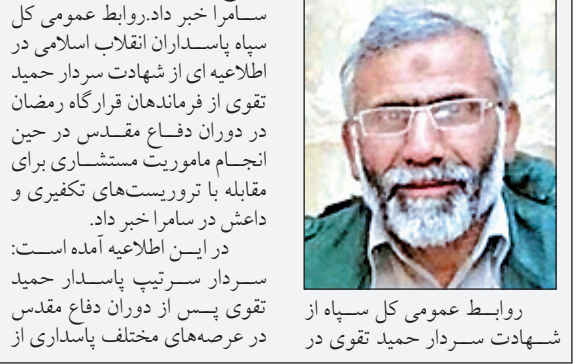 روابط عمومی کل سپاه از
شهادت سردار حمید تقوی در
سامرا خبر داد.روابط عمومی کل
سپاه پاسداران انقلاب اسلامی در
اطلاعیه ای از شهادت سردار حمید
تقوی از فرماندهان قرارگاه رمضان
در دوران دفاع مقدس در حین
انجام ماموریت مستشاری برای
مقابله با تروریست‌های تکفیری و
داعش در سامرا خبر داد.
در این اطلاعیه آمده است:
سردار سرتیپ پاسدار حمید
تقوی پس از دوران دفاع مقدس
در عرصه‌های مختلف پاسداری از